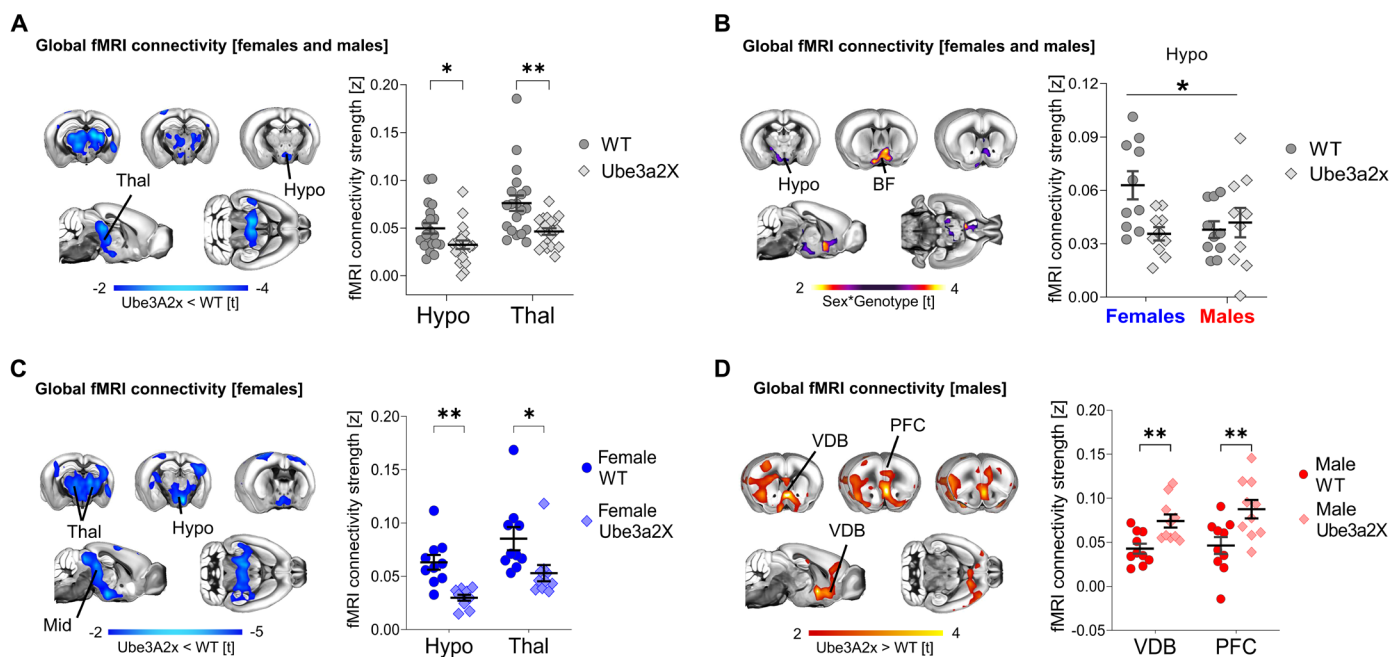 A
Global fMRI connectivity [females and males]
Thal
Hypo
-2
-4
Ube3A2x < WT [t]
fMRI connectivity strength [z]
0.20
0.15
0.10
0.05
0.00
*
**
Hypo
Thal
WT
Ube3a2X
B
Global fMRI connectivity [females and males]
Hypo
BF
2
4
Sex*Genotype [t]
Hypo
fMRI connectivity strength [z]
0.12
0.09
0.06
0.03
0.00
*
Females
Males
WT
Ube3a2x
C
Global fMRI connectivity [females]
Thal
Hypo
Mid
-2
-5
Ube3A2x < WT [t]
fMRI connectivity strength [z]
0.20
0.15
0.10
0.05
0.00
**
*
Hypo
Thal
Female
WT
Female
Ube3a2X
D
Global fMRI connectivity [males]
VDB
PFC
VDB
2
4
Ube3A2x > WT [t]
fMRI connectivity strength [z]
0.20
0.15
0.10
0.05
0.00
-0.05
**
**
VDB
PFC
Male
WT
Male
Ube3a2X